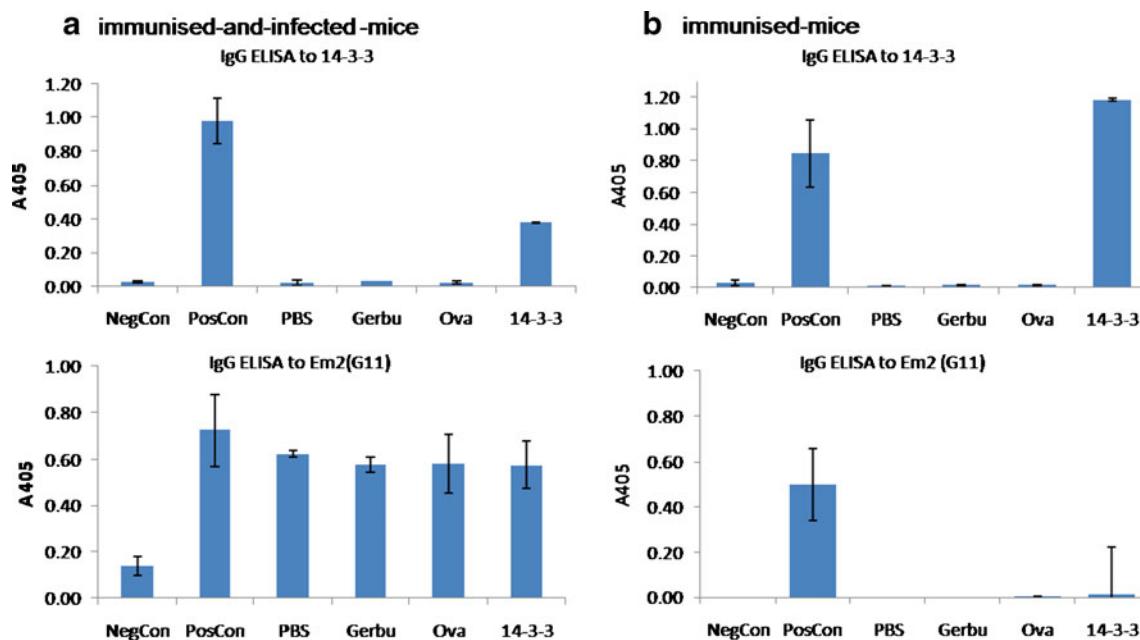 a immunised-and-infected -mice
IgG ELISA to 14-3-3
1.20
1.00
0.80
0.60
0.40
0.20
0.00
A405
NegCon PosCon PBS Gerbu Ova 14-3-3
IgG ELISA to Em2(G11)
1.00
0.80
0.60
0.40
0.20
0.00
A405
NegCon PosCon PBS Gerbu Ova 14-3-3
b immunised-mice
IgG ELISA to 14-3-3
1.20
1.00
0.80
0.60
0.40
0.20
0.00
A405
NegCon PosCon PBS Gerbu Ova 14-3-3
IgG ELISA to Em2 (G11)
1.00
0.80
0.60
0.40
0.20
0.00
A405
NegCon PosCon PBS Gerbu Ova 14-3-3